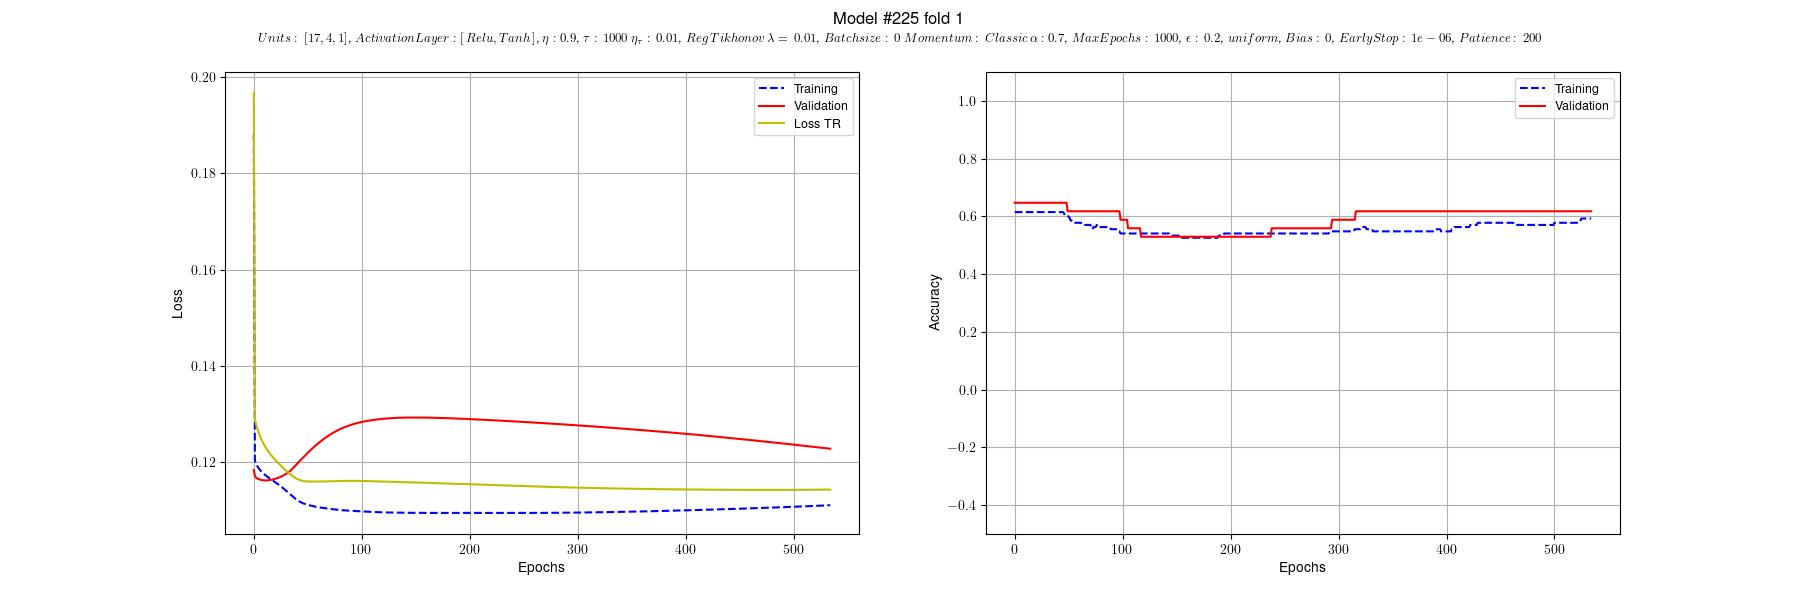 Model #225 fold 1
Units : [17, 4, 1], ActivationLayer : [Relu, Tanh], η : 0.9, τ : 1000 η_τ : 0.01, RegTikhonov λ = 0.01, Batchsize : 0 Momentum : Classic α : 0.7, MaxEpochs : 1000, ϵ : 0.2, uniform, Bias : 0, EarlyStop : 1e − 06, Patience : 200
0.20
0.18
0.16
0.14
0.12
Loss
Training
Validation
Loss TR
0 100 200 300 400 500
Epochs
1.0
0.8
0.6
0.4
0.2
0.0
−0.2
−0.4
Accuracy
Training
Validation
0 100 200 300 400 500
Epochs